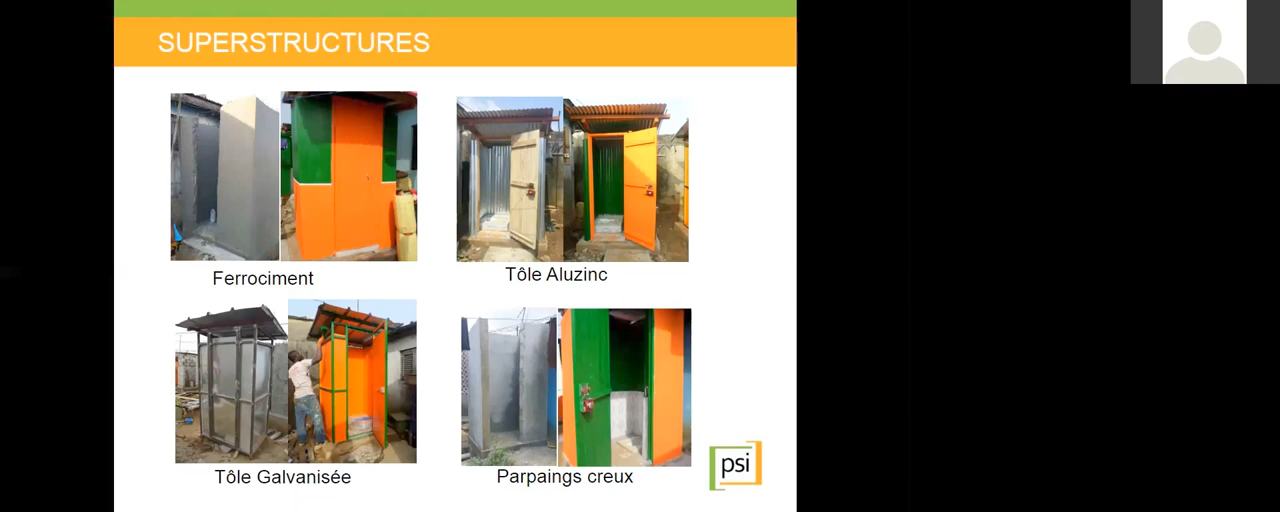 SUPERSTRUCTURES
Ferrociment
Tôle Aluzinc
Tôle Galvanisée
Parpaings creux
psi